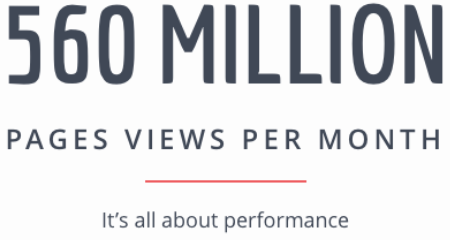 560 MILLION
PAGES VIEWS PER MONTH
It’s all about performance